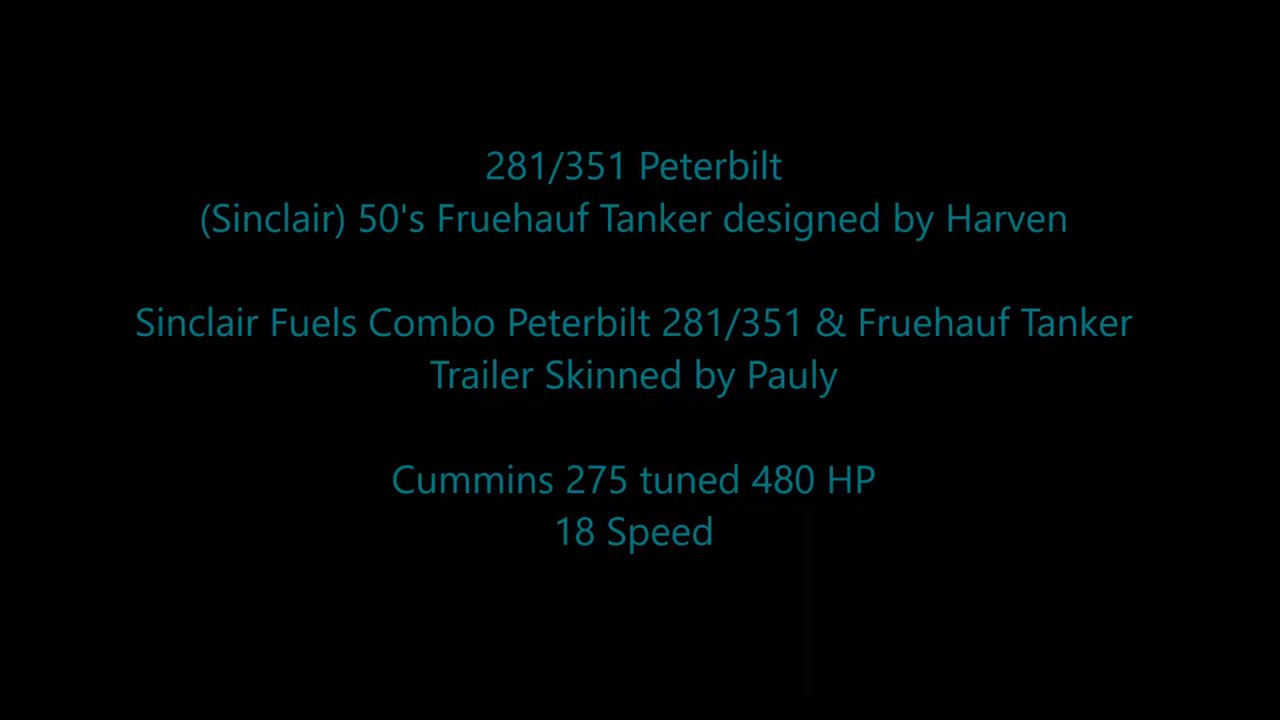 281/351 Peterbilt
(Sinclair) 50's Fruehauf Tanker designed by Harven
Sinclair Fuels Combo Peterbilt 281/351 & Fruehauf Tanker
Trailer Skinned by Pauly
Cummins 275 tuned 480 HP
18 Speed